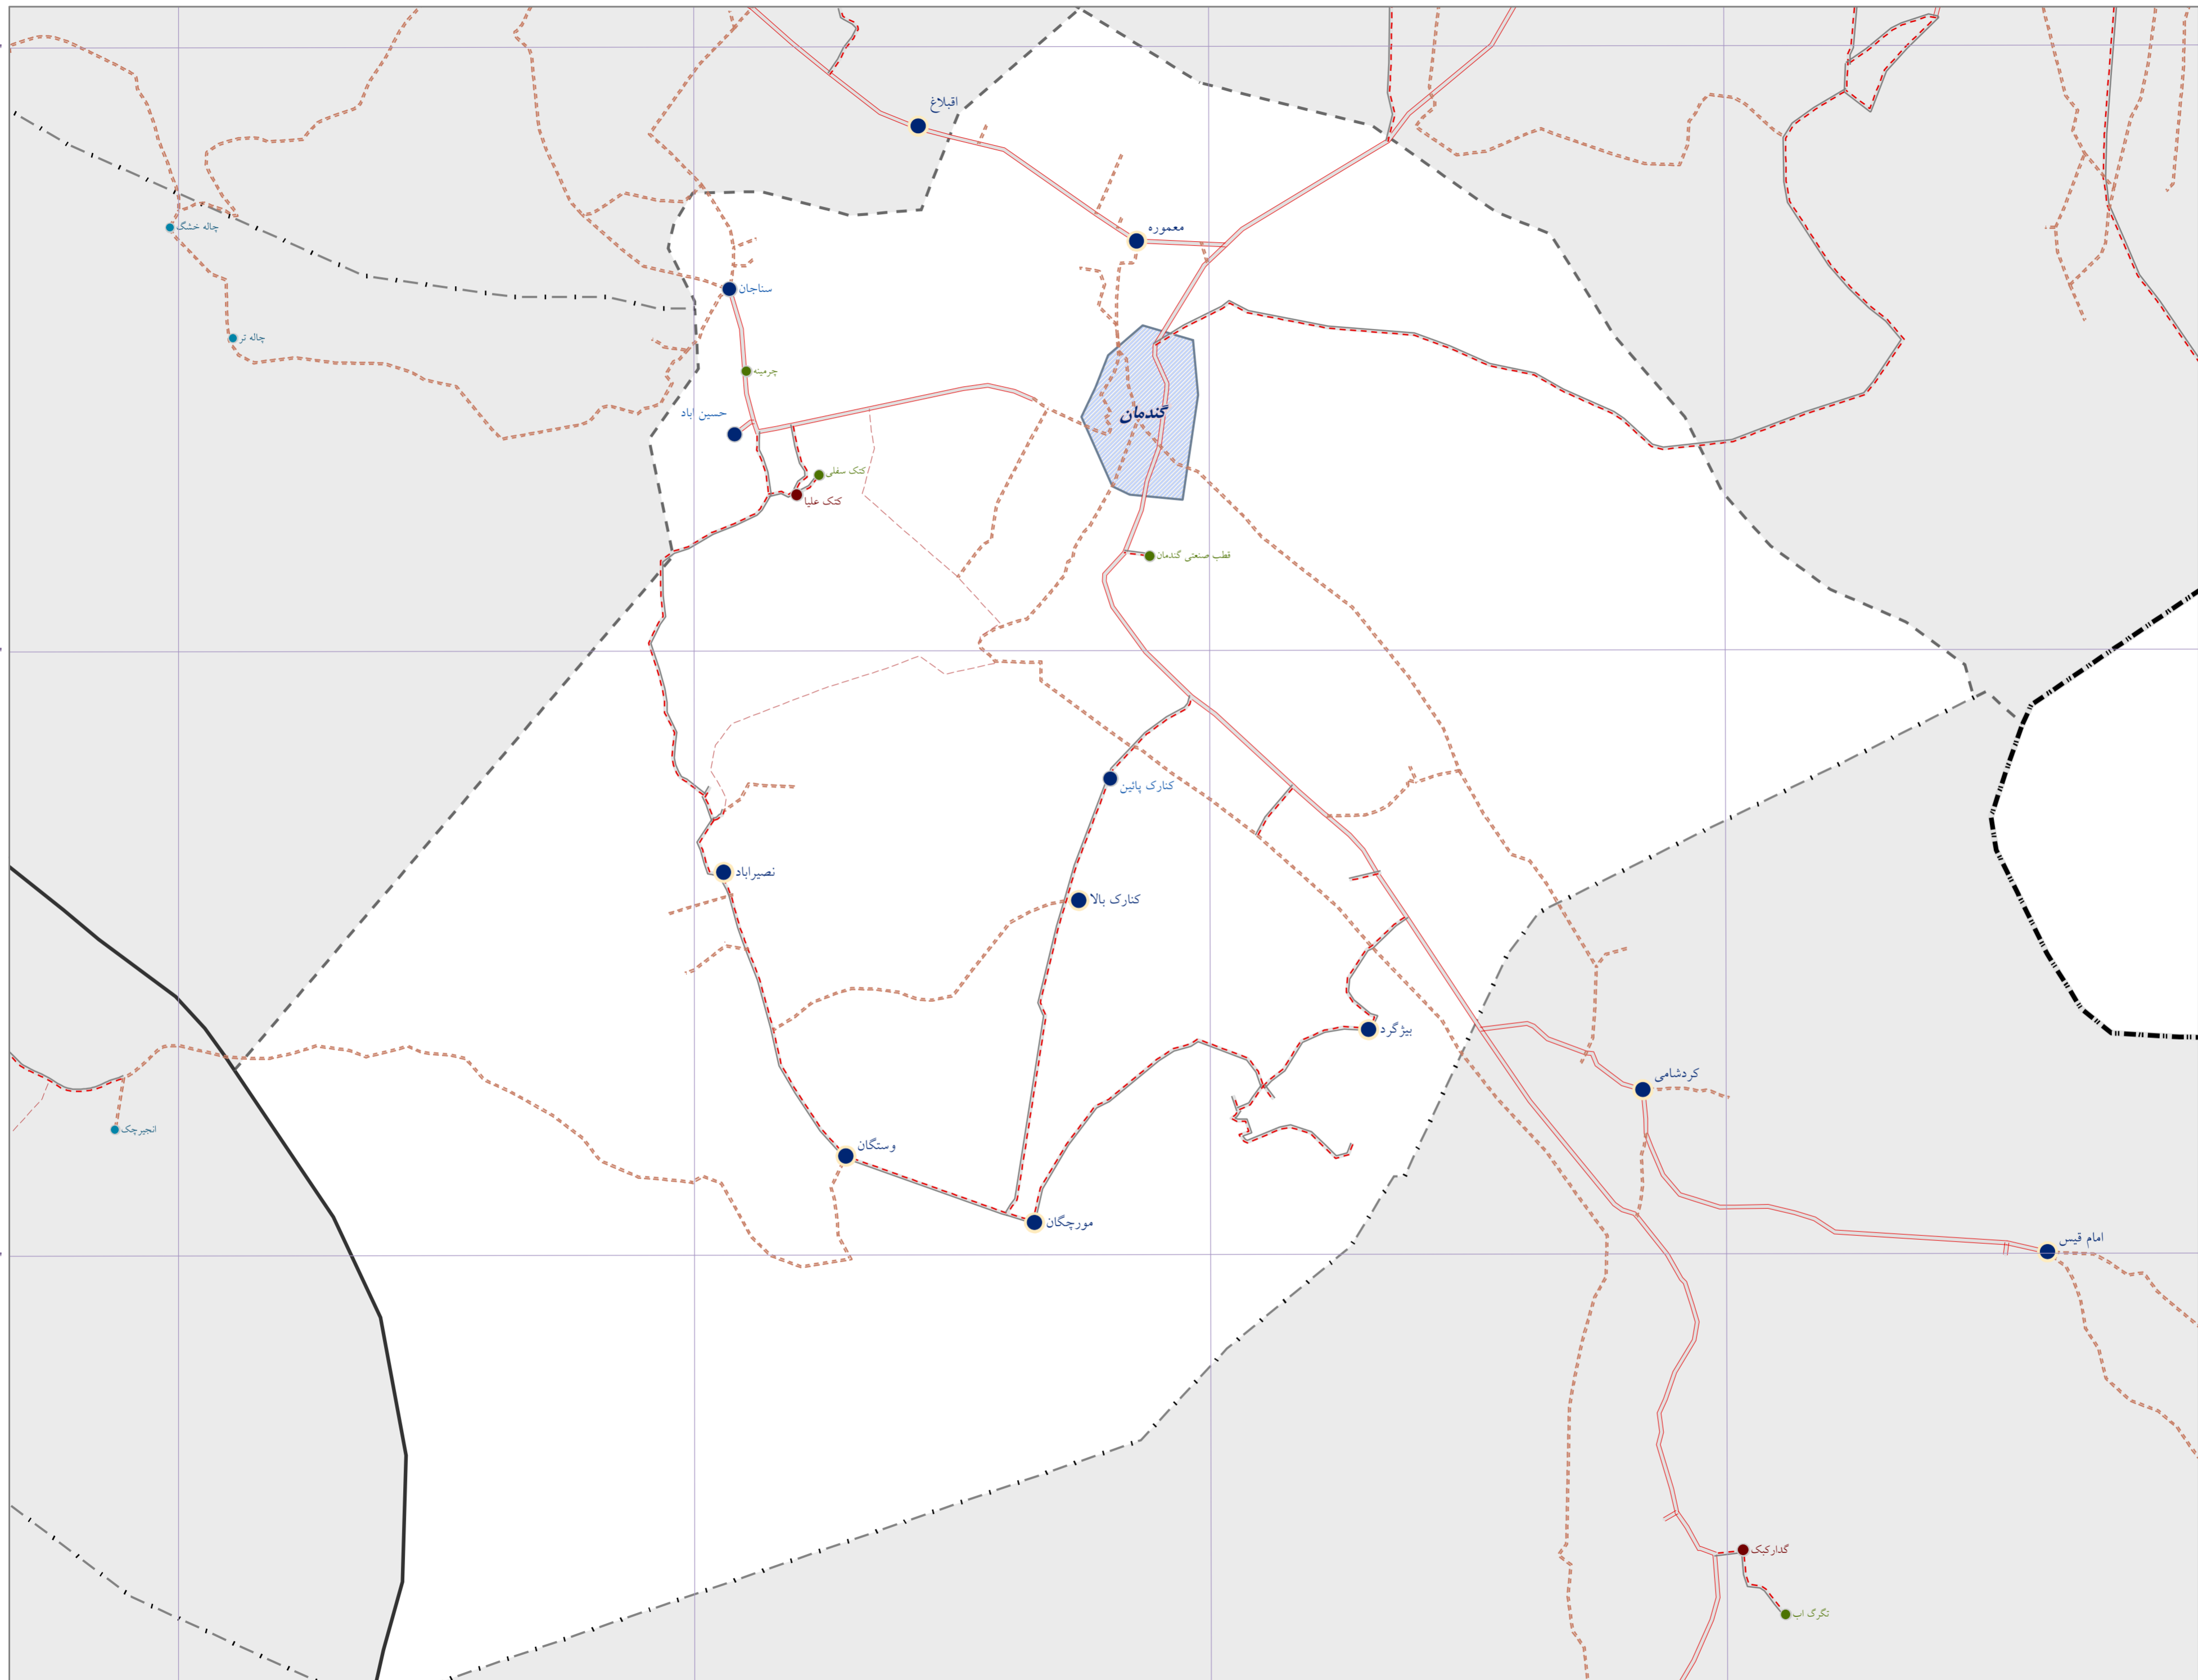 اقبلاغ
معموره
چاله خشک
سناجان
چاله تر
چرمینه
حسین اباد
گندمان
کتک سفلی
کتک علیا
قطب صنعتی گندمان
کنارک پائین
نصیراباد
کنارک بالا
بیژگرد
کردشامی
انجیرچک
وستگان
مورچگان
امام قیس
گدارکبک
تگرگ اب